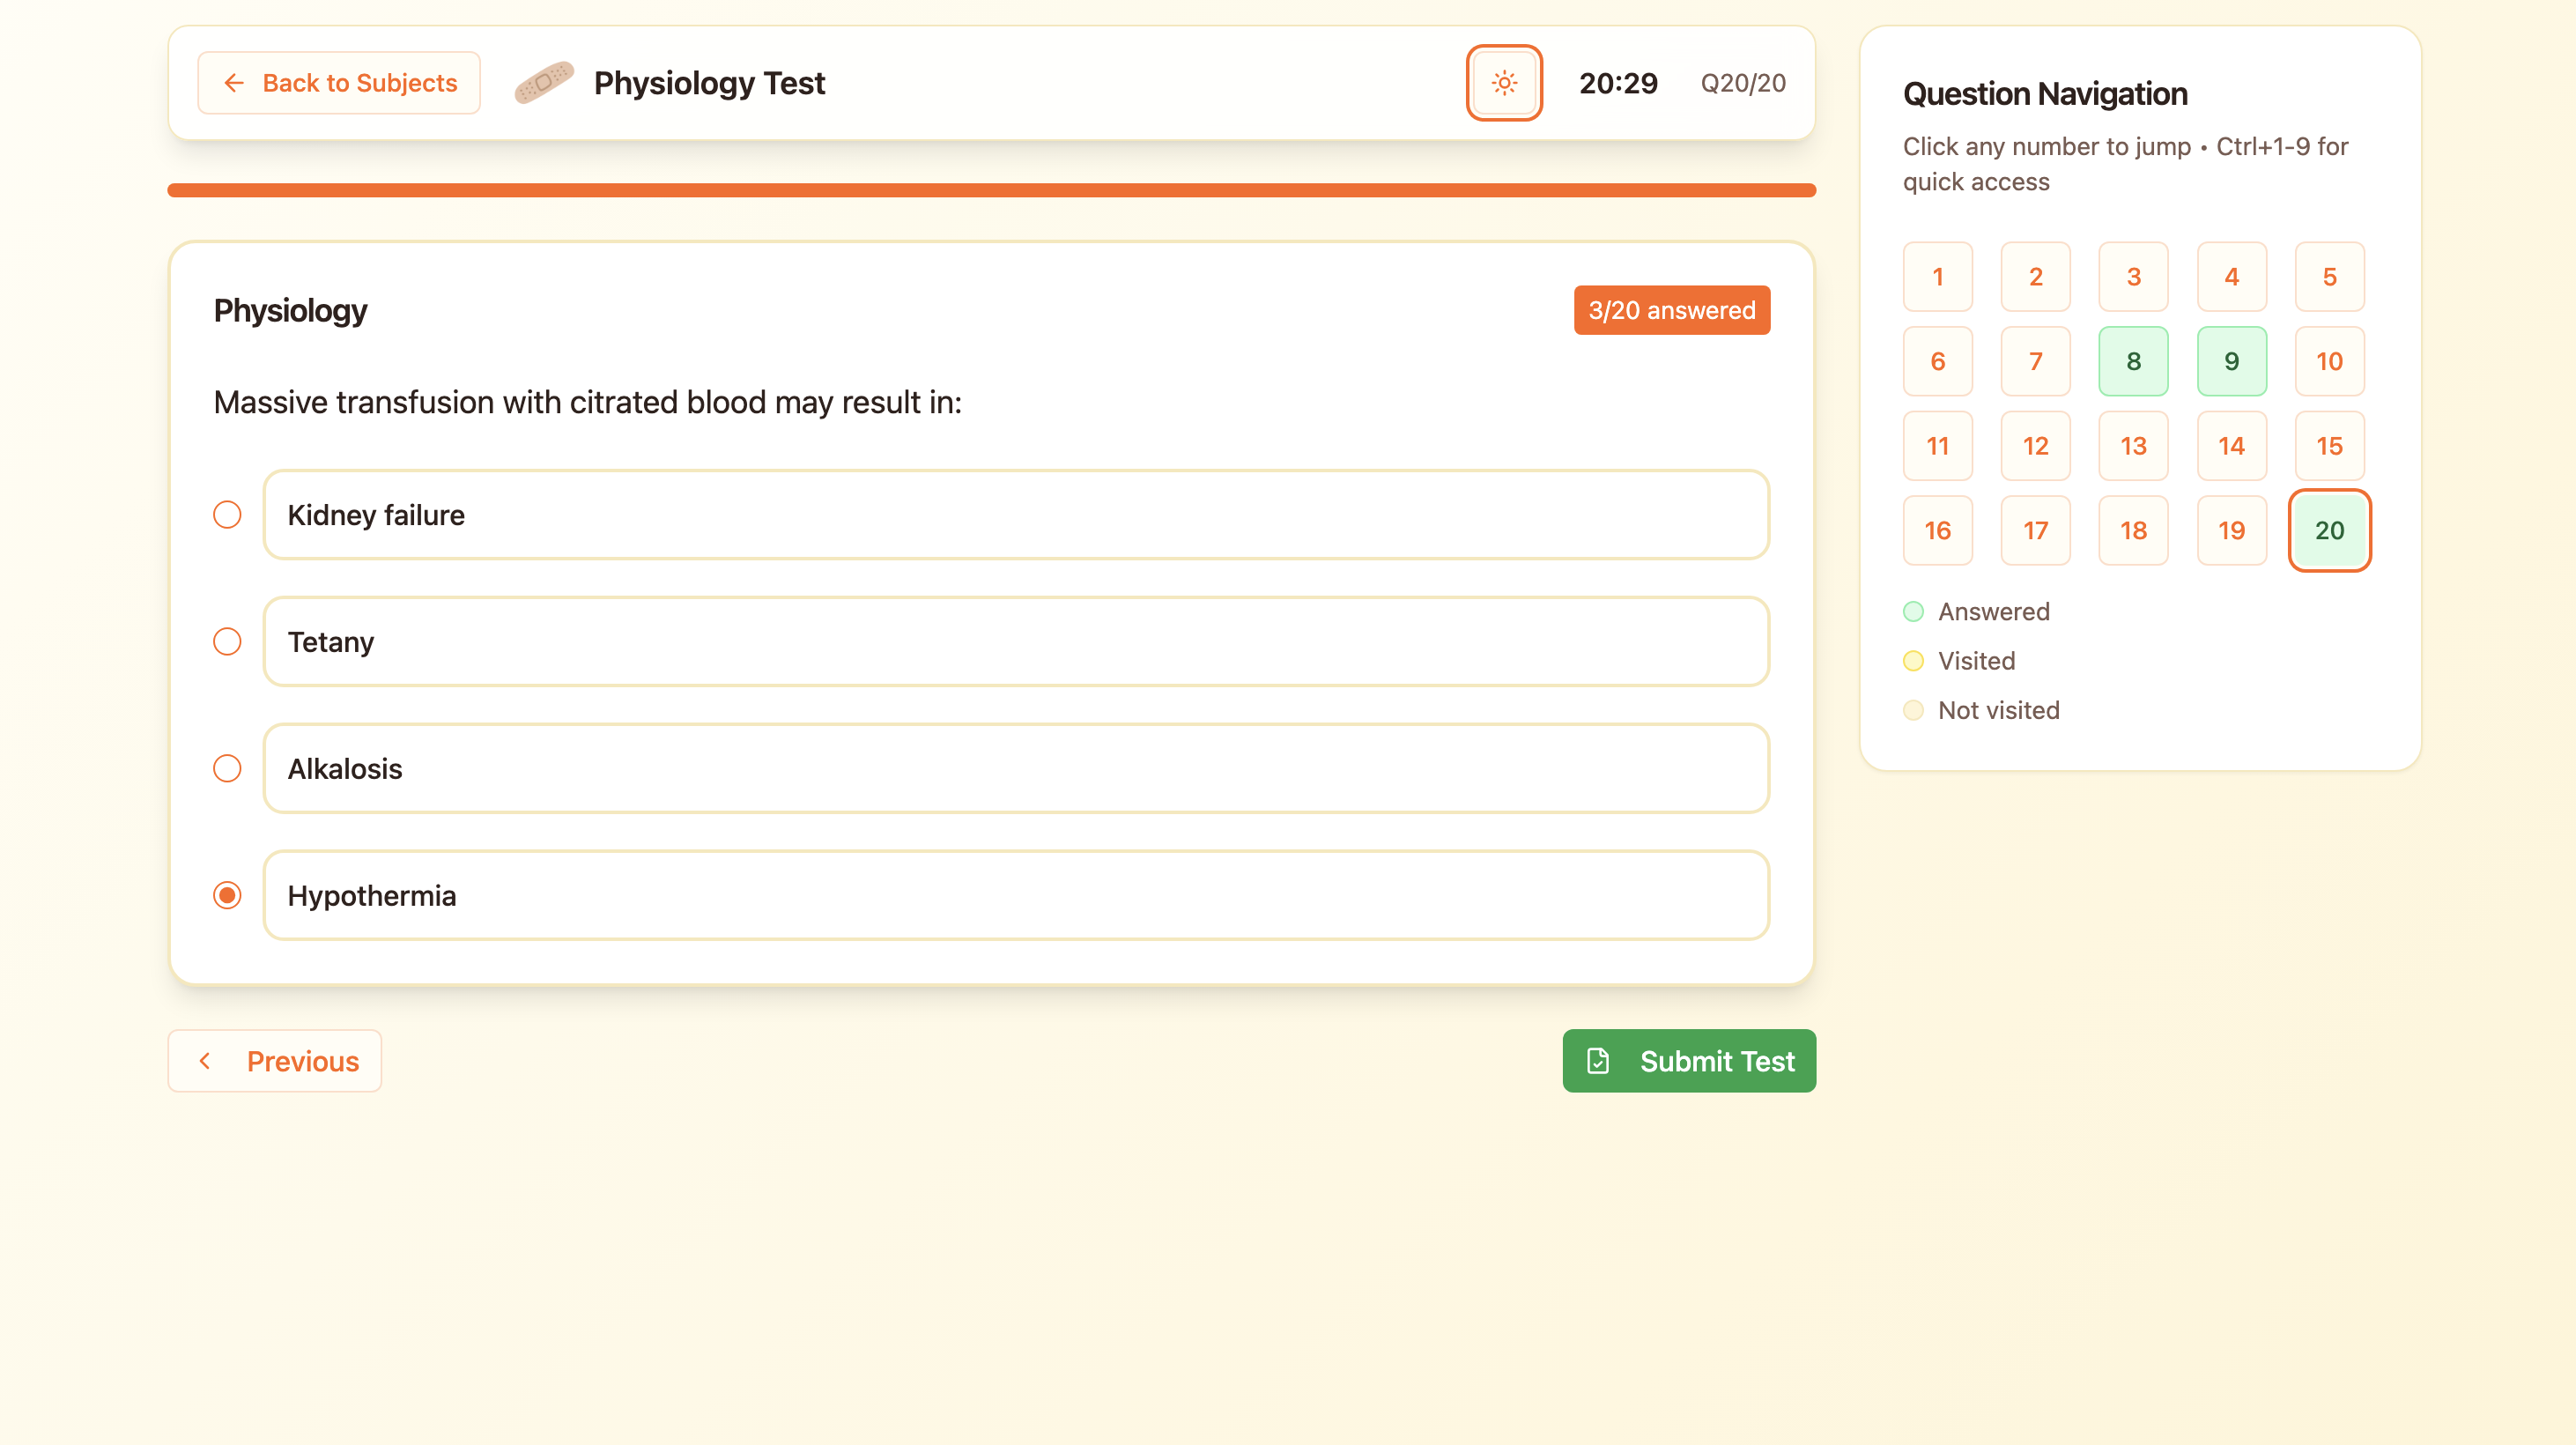 Back to Subjects
Physiology Test
20:29
Q20/20
Physiology
3/20 answered
Massive transfusion with citrated blood may result in:
Kidney failure
Tetany
Alkalosis
Hypothermia
Previous
Submit Test
Question Navigation
Click any number to jump • Ctrl+1-9 for
quick access
1 2 3 4 5
6 7 8 9 10
11 12 13 14 15
16 17 18 19 20
Answered
Visited
Not visited